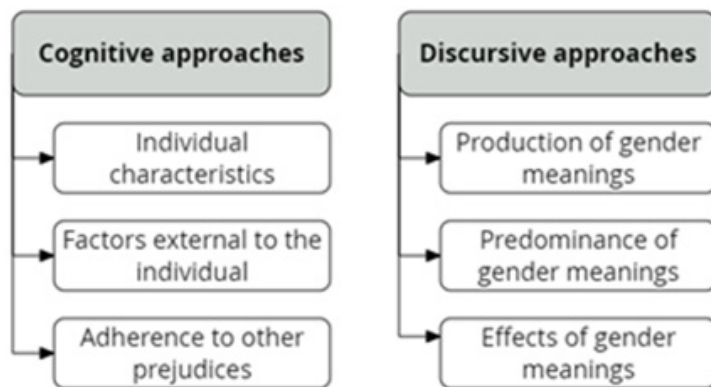 Cognitive approaches
Individual
characteristics
Factors external to the
individual
Adherence to other
prejudices
Discursive approaches
Production of gender
meanings
Predominance of
gender meanings
Effects of gender
meanings